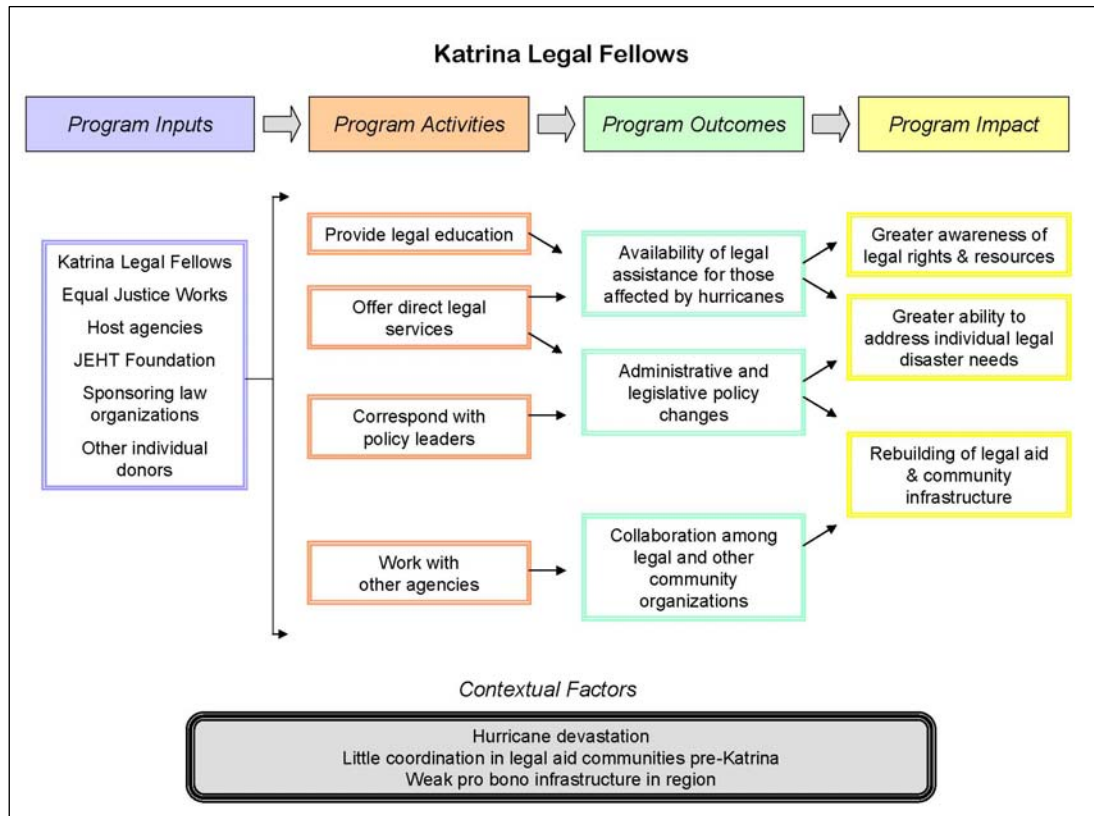 Katrina Legal Fellows
Program Inputs
Program Activities
Program Outcomes
Program Impact
Katrina Legal Fellows
Equal Justice Works
Host agencies
JEHT Foundation
Sponsoring law
organizations
Other individual
donors
Provide legal education
Offer direct legal
services
Correspond with
policy leaders
Work with
other agencies
Availability of legal
assistance for those
affected by hurricanes
Administrative and
legislative policy
changes
Collaboration among
legal and other
community
organizations
Greater awareness of
legal rights & resources
Greater ability to
address individual legal
disaster needs
Rebuilding of legal aid
& community
infrastructure
Contextual Factors
Hurricane devastation
Little coordination in legal aid communities pre-Katrina
Weak pro bono infrastructure in region